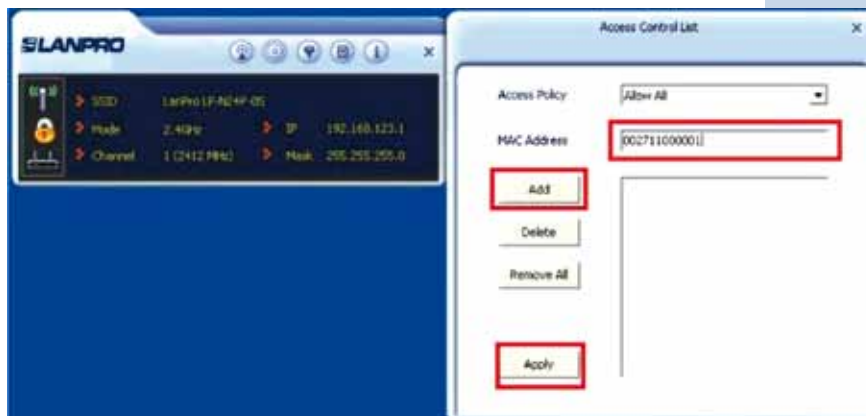 LANPRO
SSID LanPro LP-N24P-05
Mode 2.4GHz IP 192.168.123.1
Channel 1 (2412 MHz) Mask 255.255.255.0
Access Control List
Access Policy Allow All
MAC Address 002711000001
Add
Delete
Remove All
Apply